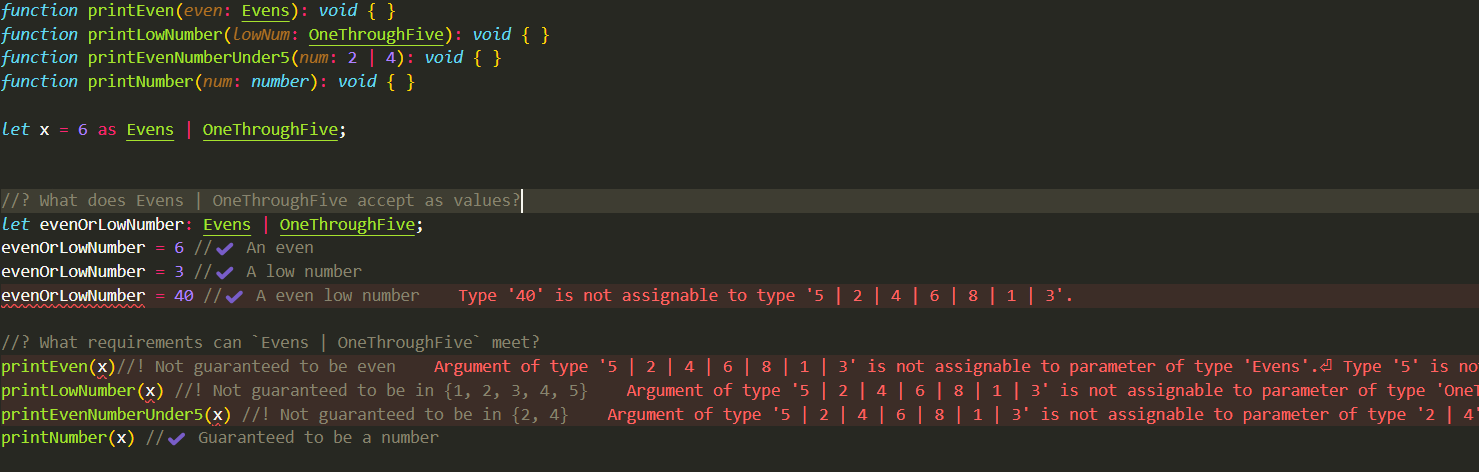 function printEven(even: Evens): void { }
function printLowNumber(lowNum: OneThroughFive): void { }
function printEvenNumberUnder5(num: 2 | 4): void { }
function printNumber(num: number): void { }
let x = 6 as Evens | OneThroughFive;
//? What does Evens | OneThroughFive accept as values?
let evenOrLowNumber: Evens | OneThroughFive;
evenOrLowNumber = 6 //✔ An even
evenOrLowNumber = 3 //✔ A low number
evenOrLowNumber = 40 //✔ A even low number Type '40' is not assignable to type '5 | 2 | 4 | 6 | 8 | 1 | 3'.
//? What requirements can `Evens | OneThroughFive` meet?
printEven(x)//! Not guaranteed to be even Argument of type '5 | 2 | 4 | 6 | 8 | 1 | 3' is not assignable to parameter of type 'Evens'.⏎ Type '5' is no
printLowNumber(x) //! Not guaranteed to be in {1, 2, 3, 4, 5} Argument of type '5 | 2 | 4 | 6 | 8 | 1 | 3' is not assignable to parameter of type 'OneT
printEvenNumberUnder5(x) //! Not guaranteed to be in {2, 4} Argument of type '5 | 2 | 4 | 6 | 8 | 1 | 3' is not assignable to parameter of type '2 | 4'
printNumber(x) //✔ Guaranteed to be a number